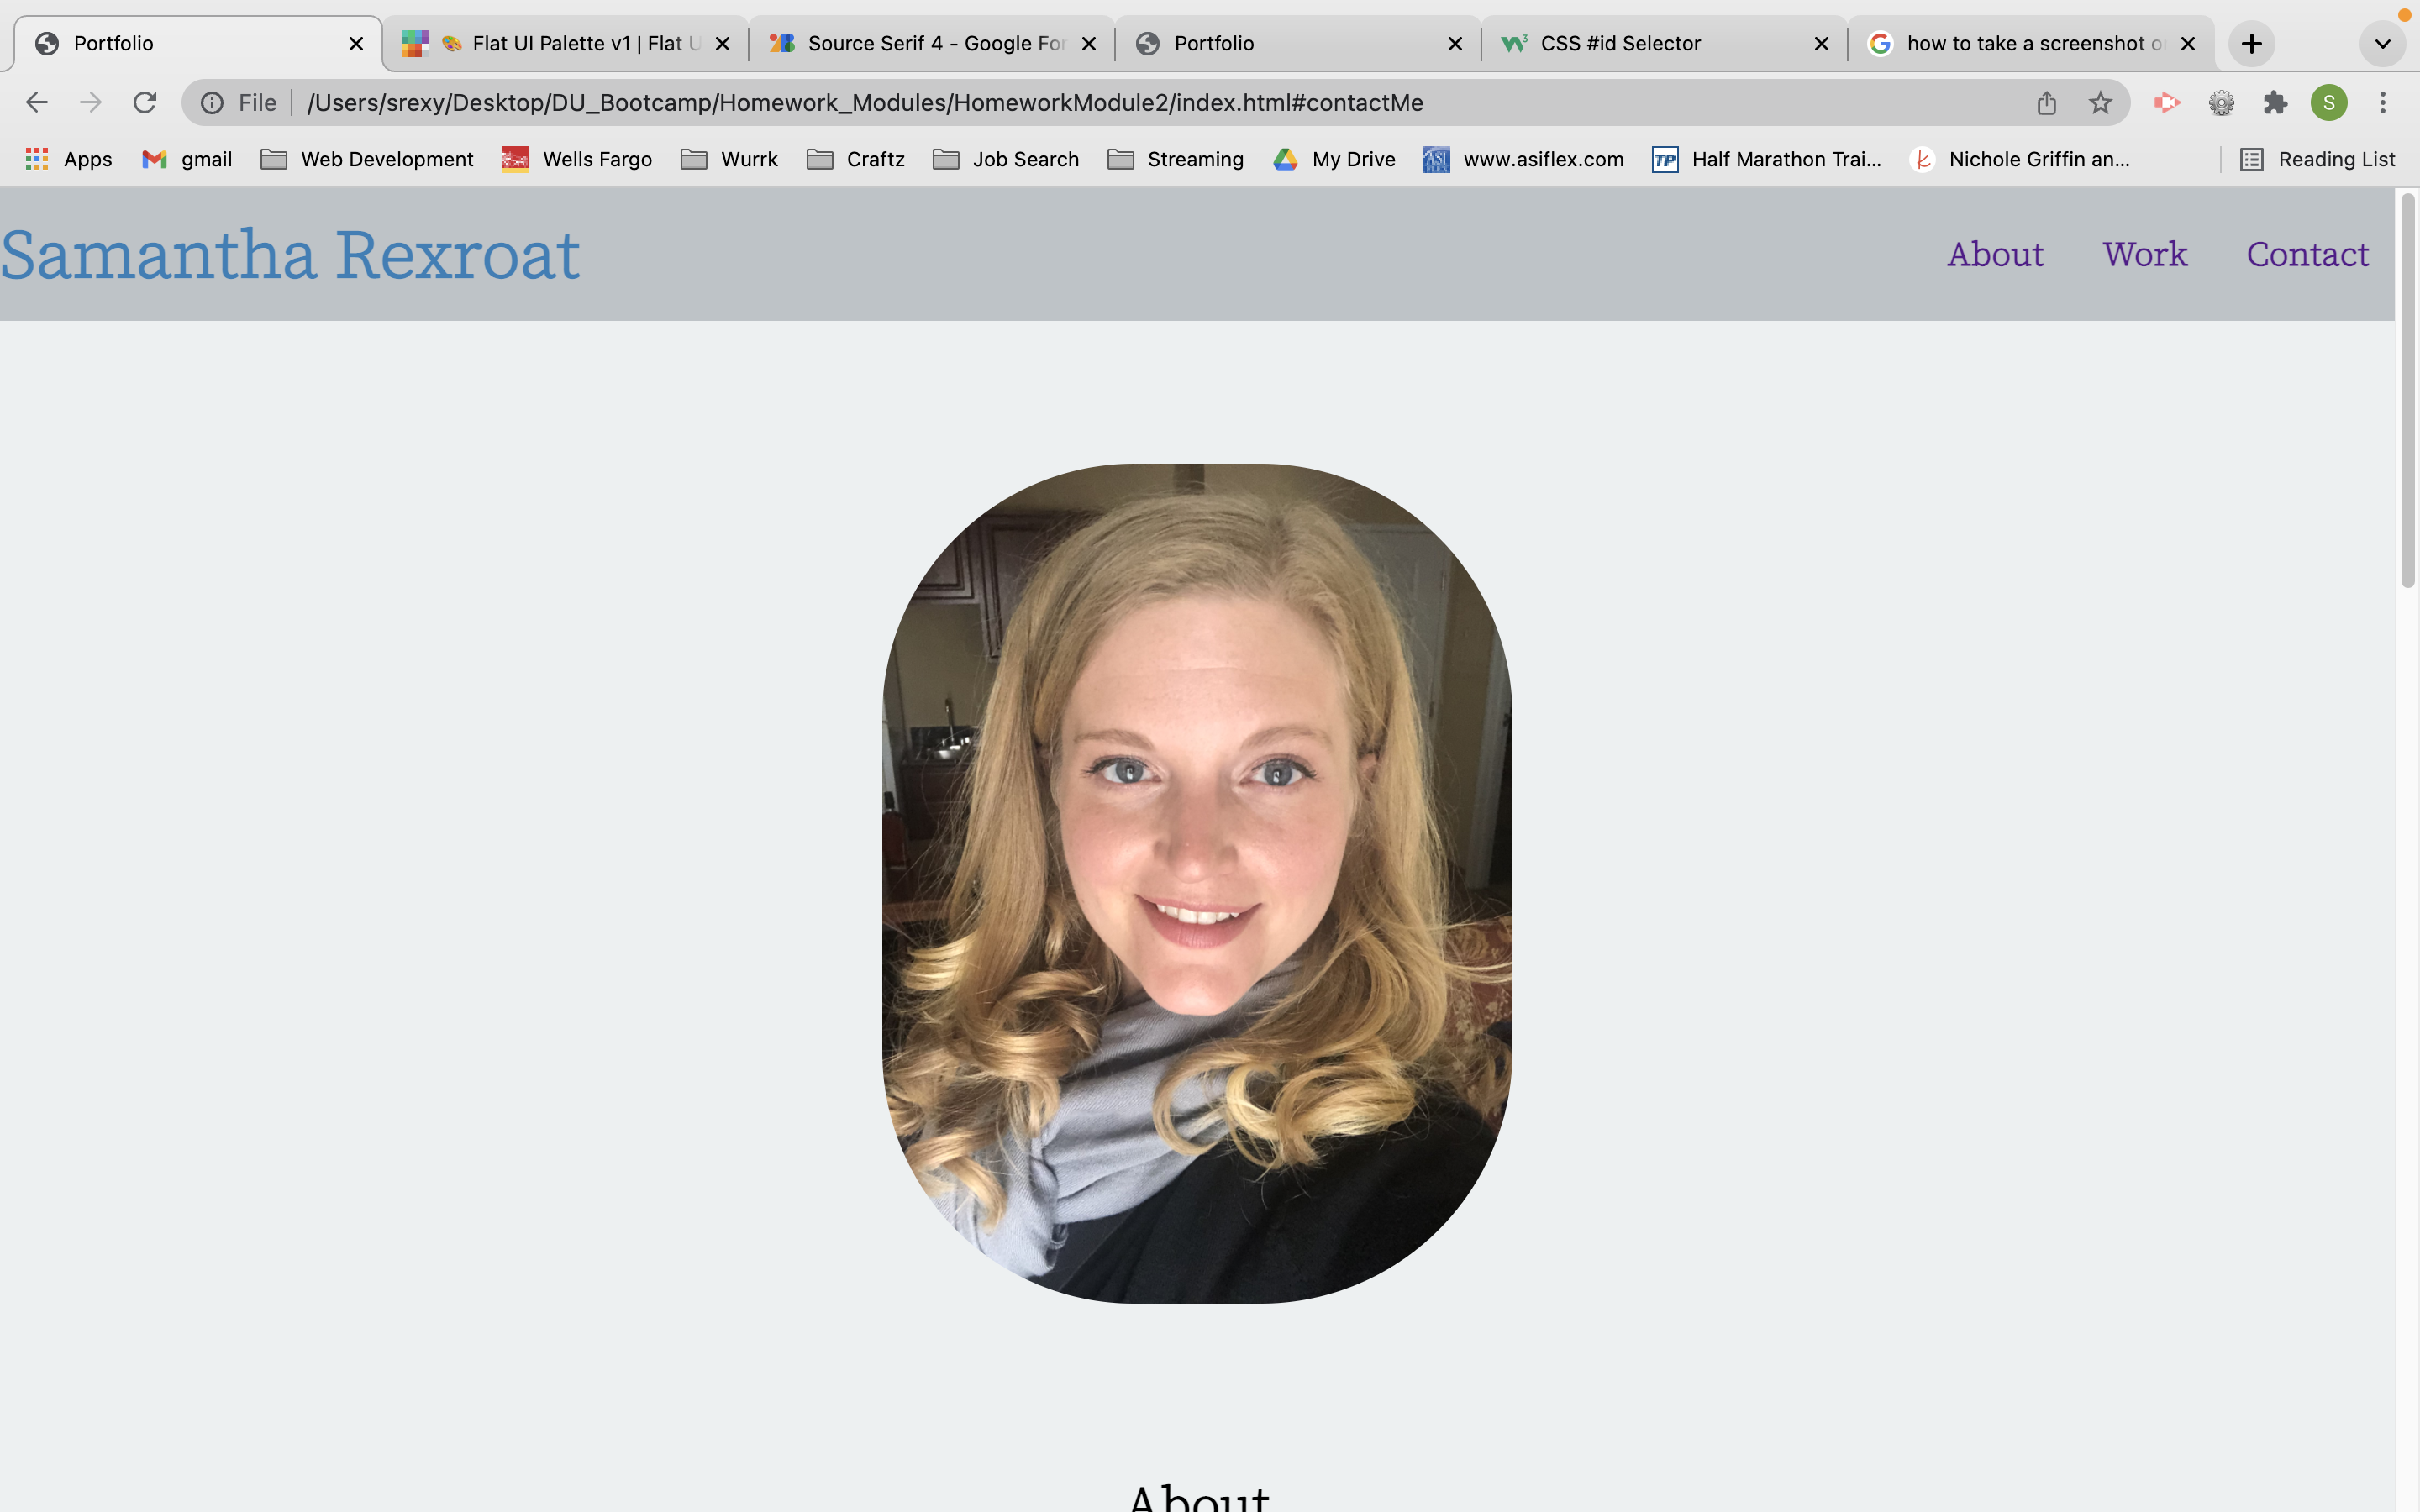 Portfolio
Flat UI Palette v1 | Flat U
Source Serif 4 - Google For
Portfolio
CSS #id Selector
how to take a screenshot o
File /Users/srexy/Desktop/DU_Bootcamp/Homework_Modules/HomeworkModule2/index.html#contactMe
S
Apps gmail Web Development Wells Fargo Wurrk Craftz Job Search Streaming My Drive ASI FLEX www.asiflex.com TP Half Marathon Trai... k Nichole Griffin an... Reading List
Samantha Rexroat About Work Contact
About